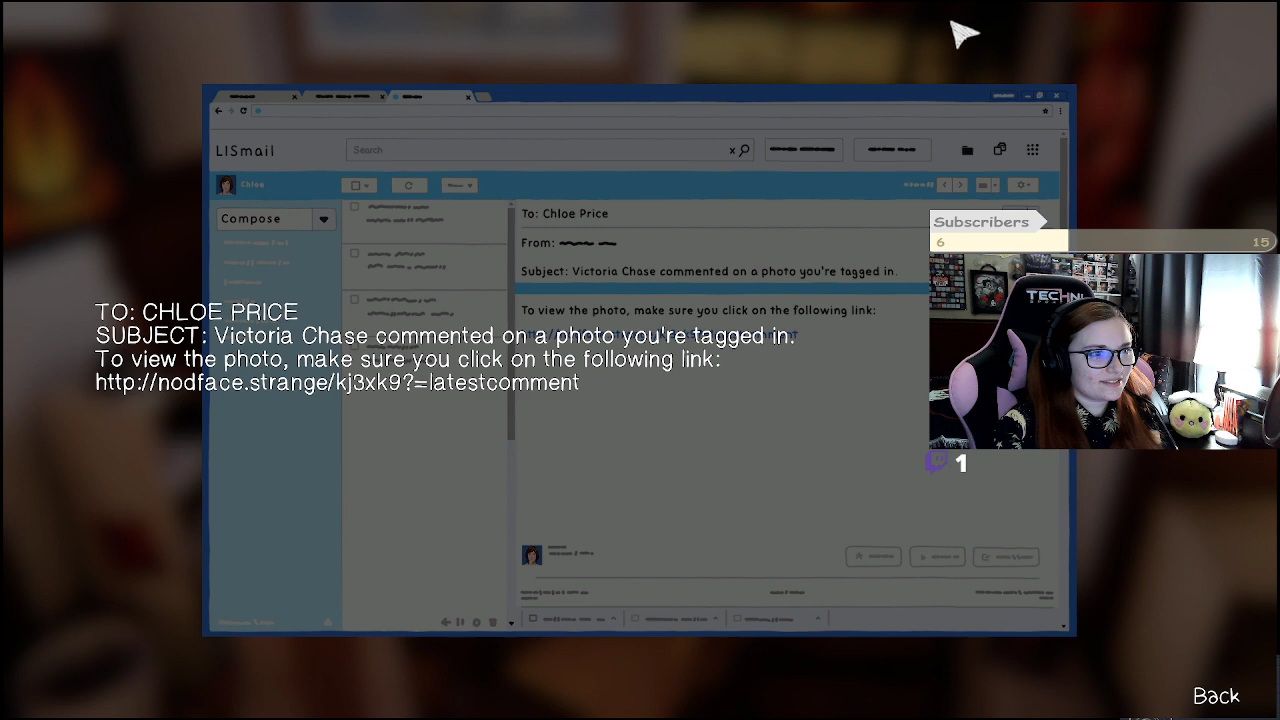 LISmail
Search
Chloe
Compose
To: Chloe Price
From:
Subject: Victoria Chase commented on a photo you're tagged in.
To view the photo, make sure you click on the following link:
TO: CHLOE PRICE
SUBJECT: Victoria Chase commented on a photo you're tagged in.
To view the photo, make sure you click on the following link:
http://nodface.strange/kj3xk9?=latestcomment
Subscribers
6 15
TECHNI
1
Back